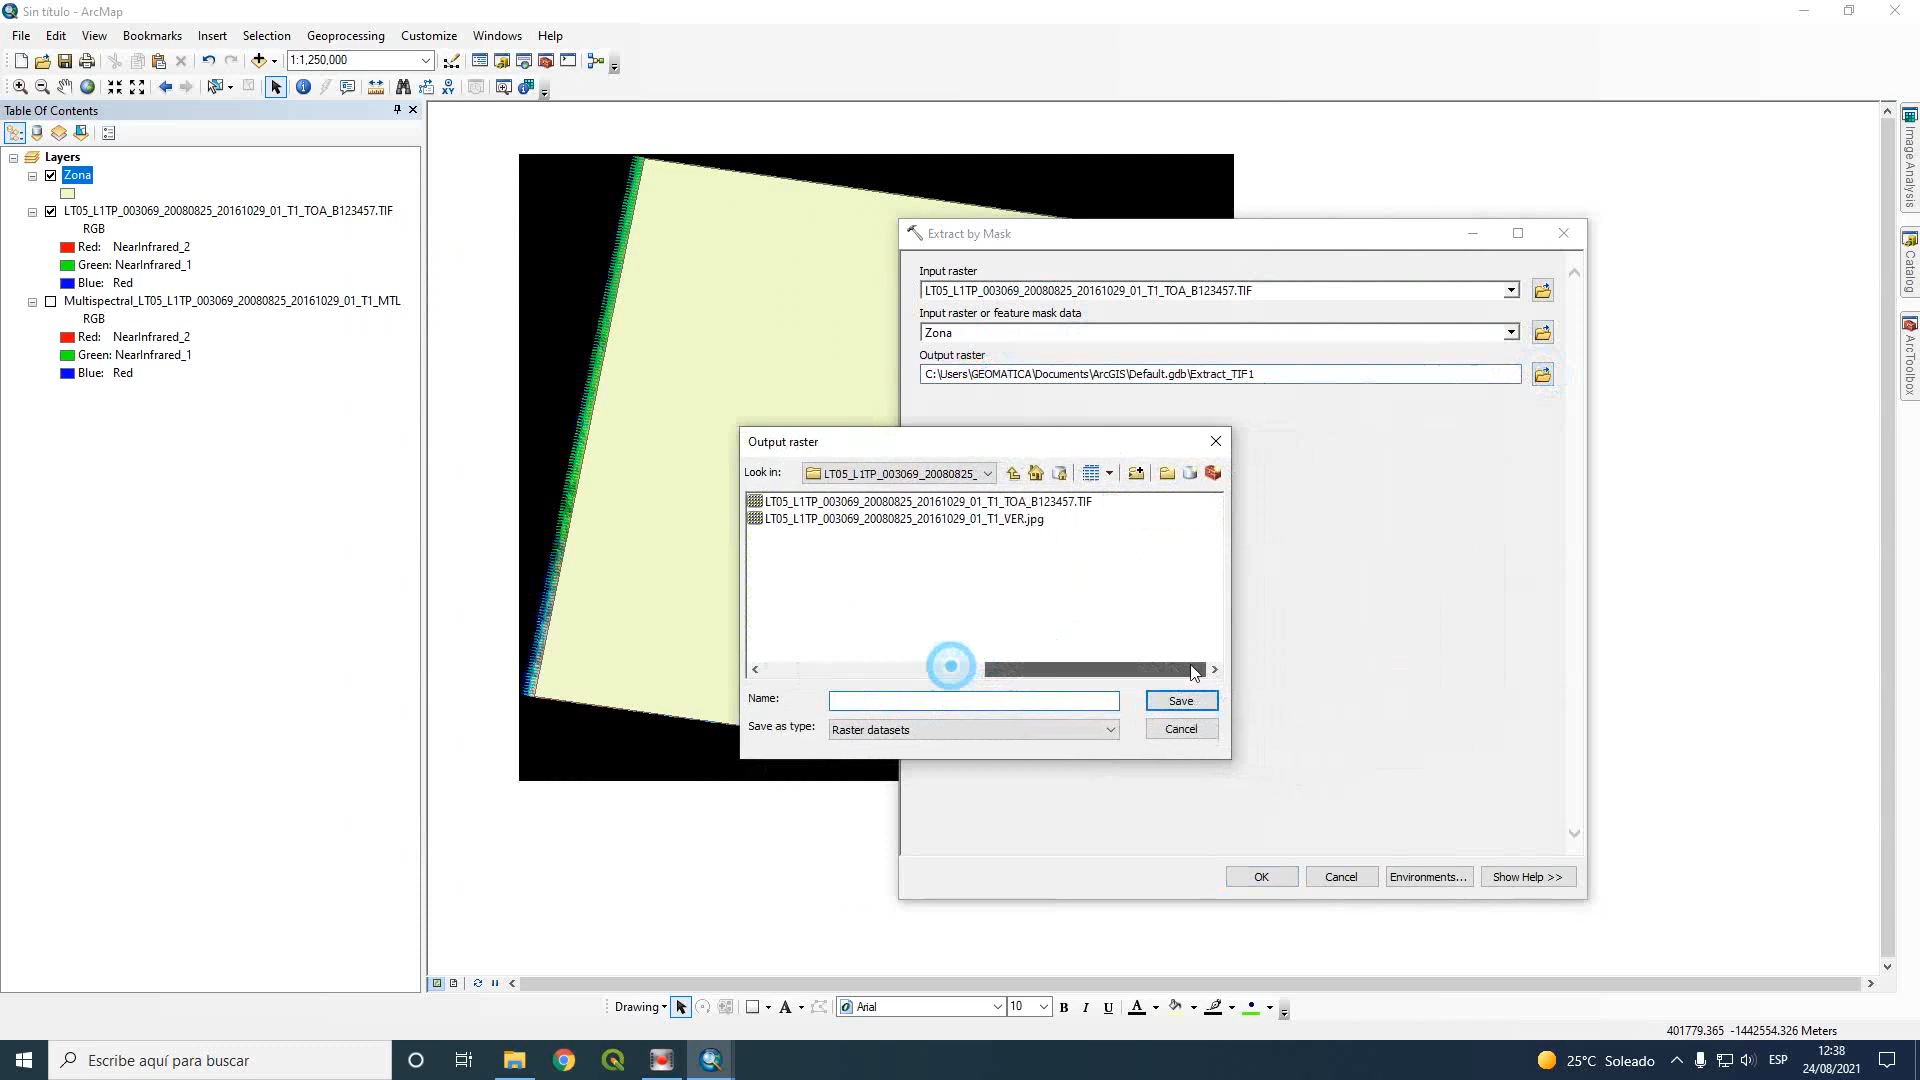 Sin título - ArcMap
File Edit View Bookmarks Insert Selection Geoprocessing Customize Windows Help
1:1,250,000
Table Of Contents
Layers
Zona
LT05_L1TP_003069_20080825_20161029_01_T1_TOA_B123457.TIF
RGB
Red: NearInfrared_2
Green: NearInfrared_1
Blue: Red
Multispectral_LT05_L1TP_003069_20080825_20161029_01_T1_MTL
RGB
Red: NearInfrared_2
Green: NearInfrared_1
Blue: Red
Extract by Mask
Input raster
LT05_L1TP_003069_20080825_20161029_01_T1_TOA_B123457.TIF
Input raster or feature mask data
Zona
Output raster
C:\Users\GEOMATICA\Documents\ArcGIS\Default.gdb\Extract_TIF1
Output raster
Look in: LT05_L1TP_003069_20080825_
LT05_L1TP_003069_20080825_20161029_01_T1_TOA_B123457.TIF
LT05_L1TP_003069_20080825_20161029_01_T1_VER.jpg
Name:
Save
Save as type: Raster datasets
Cancel
OK Cancel Environments... Show Help >>
Image Analysis
Catalog
ArcToolbox
Drawing A Arial 10 B I U A
401779.365 -1442554.326 Meters
Escribe aquí para buscar
25°C Soleado ESP
12:38
24/08/2021